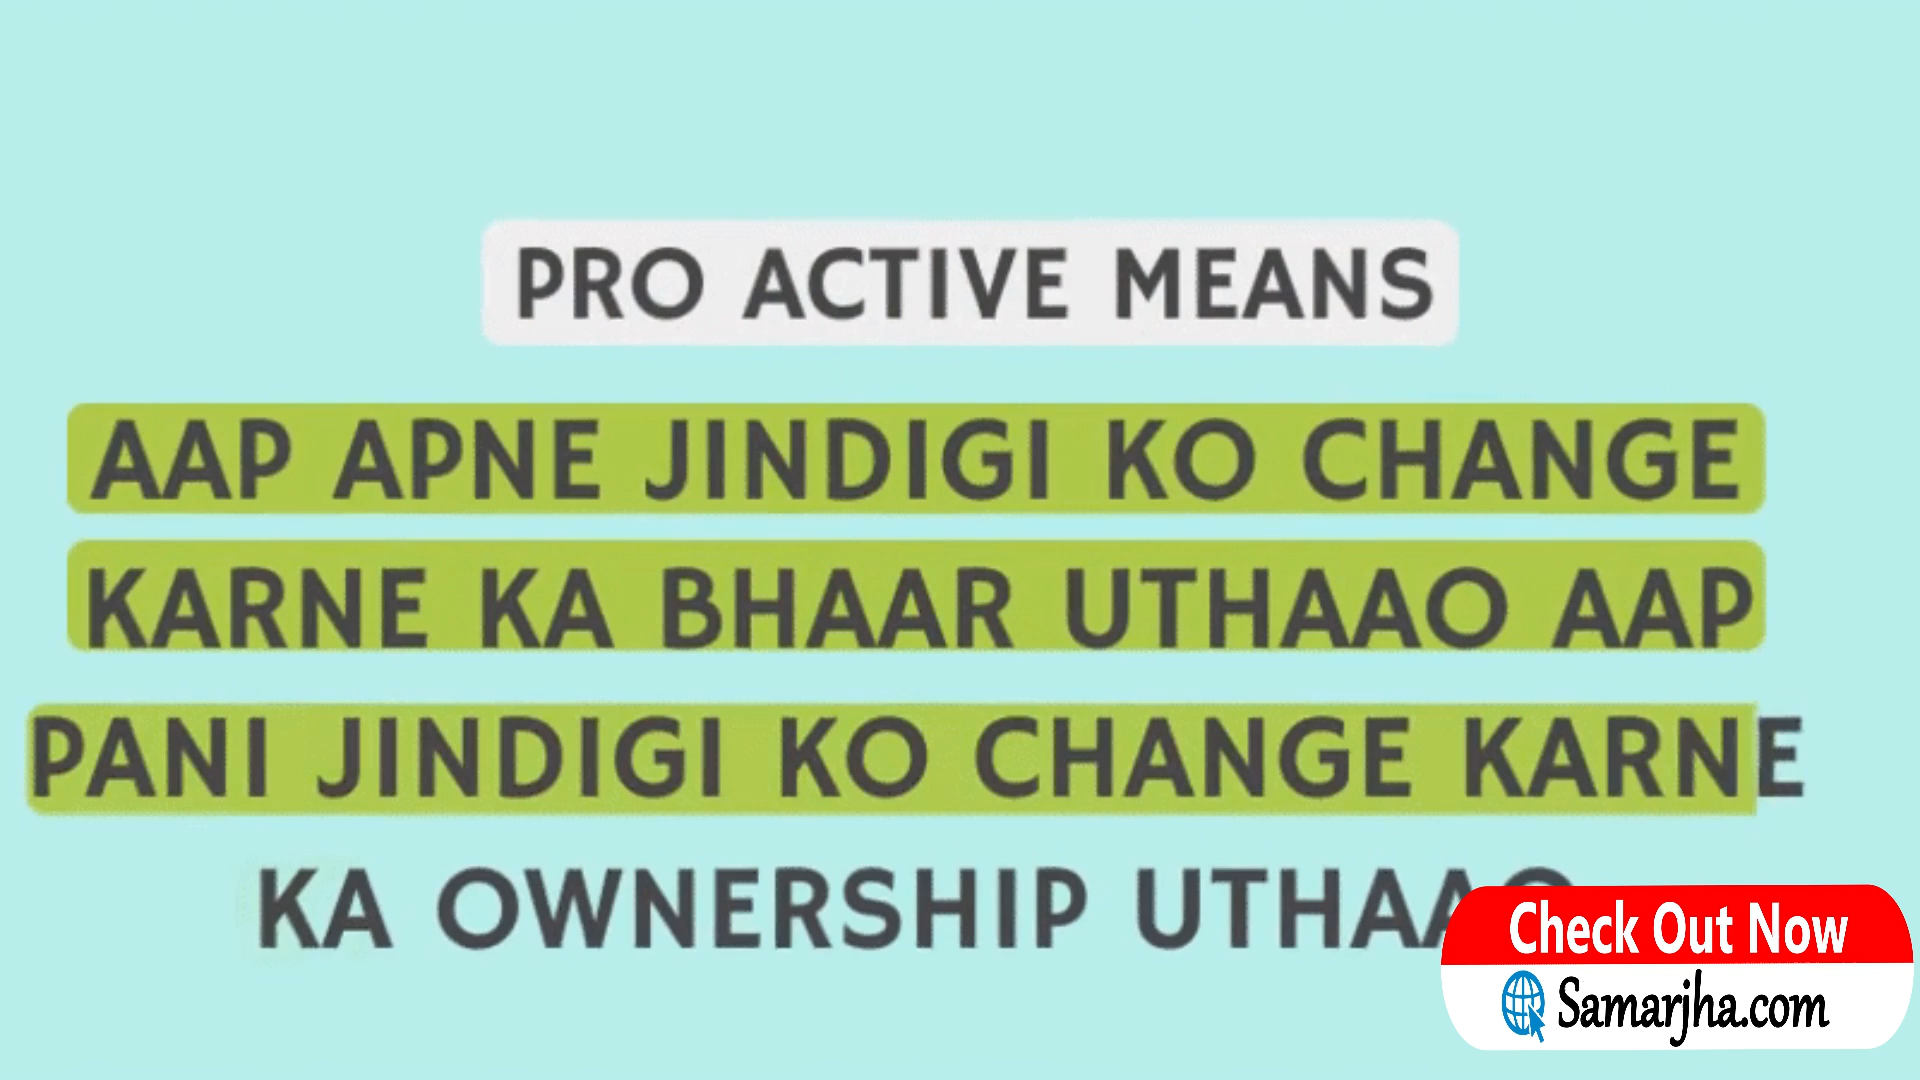 PRO ACTIVE MEANS
AAP APNE JINDIGI KO CHANGE
KARNE KA BHAAR UTHAAO AAP
PANI JINDIGI KO CHANGE KARNE
KA OWNERSHIP UTHAAO
Check Out Now
Samarjha.com